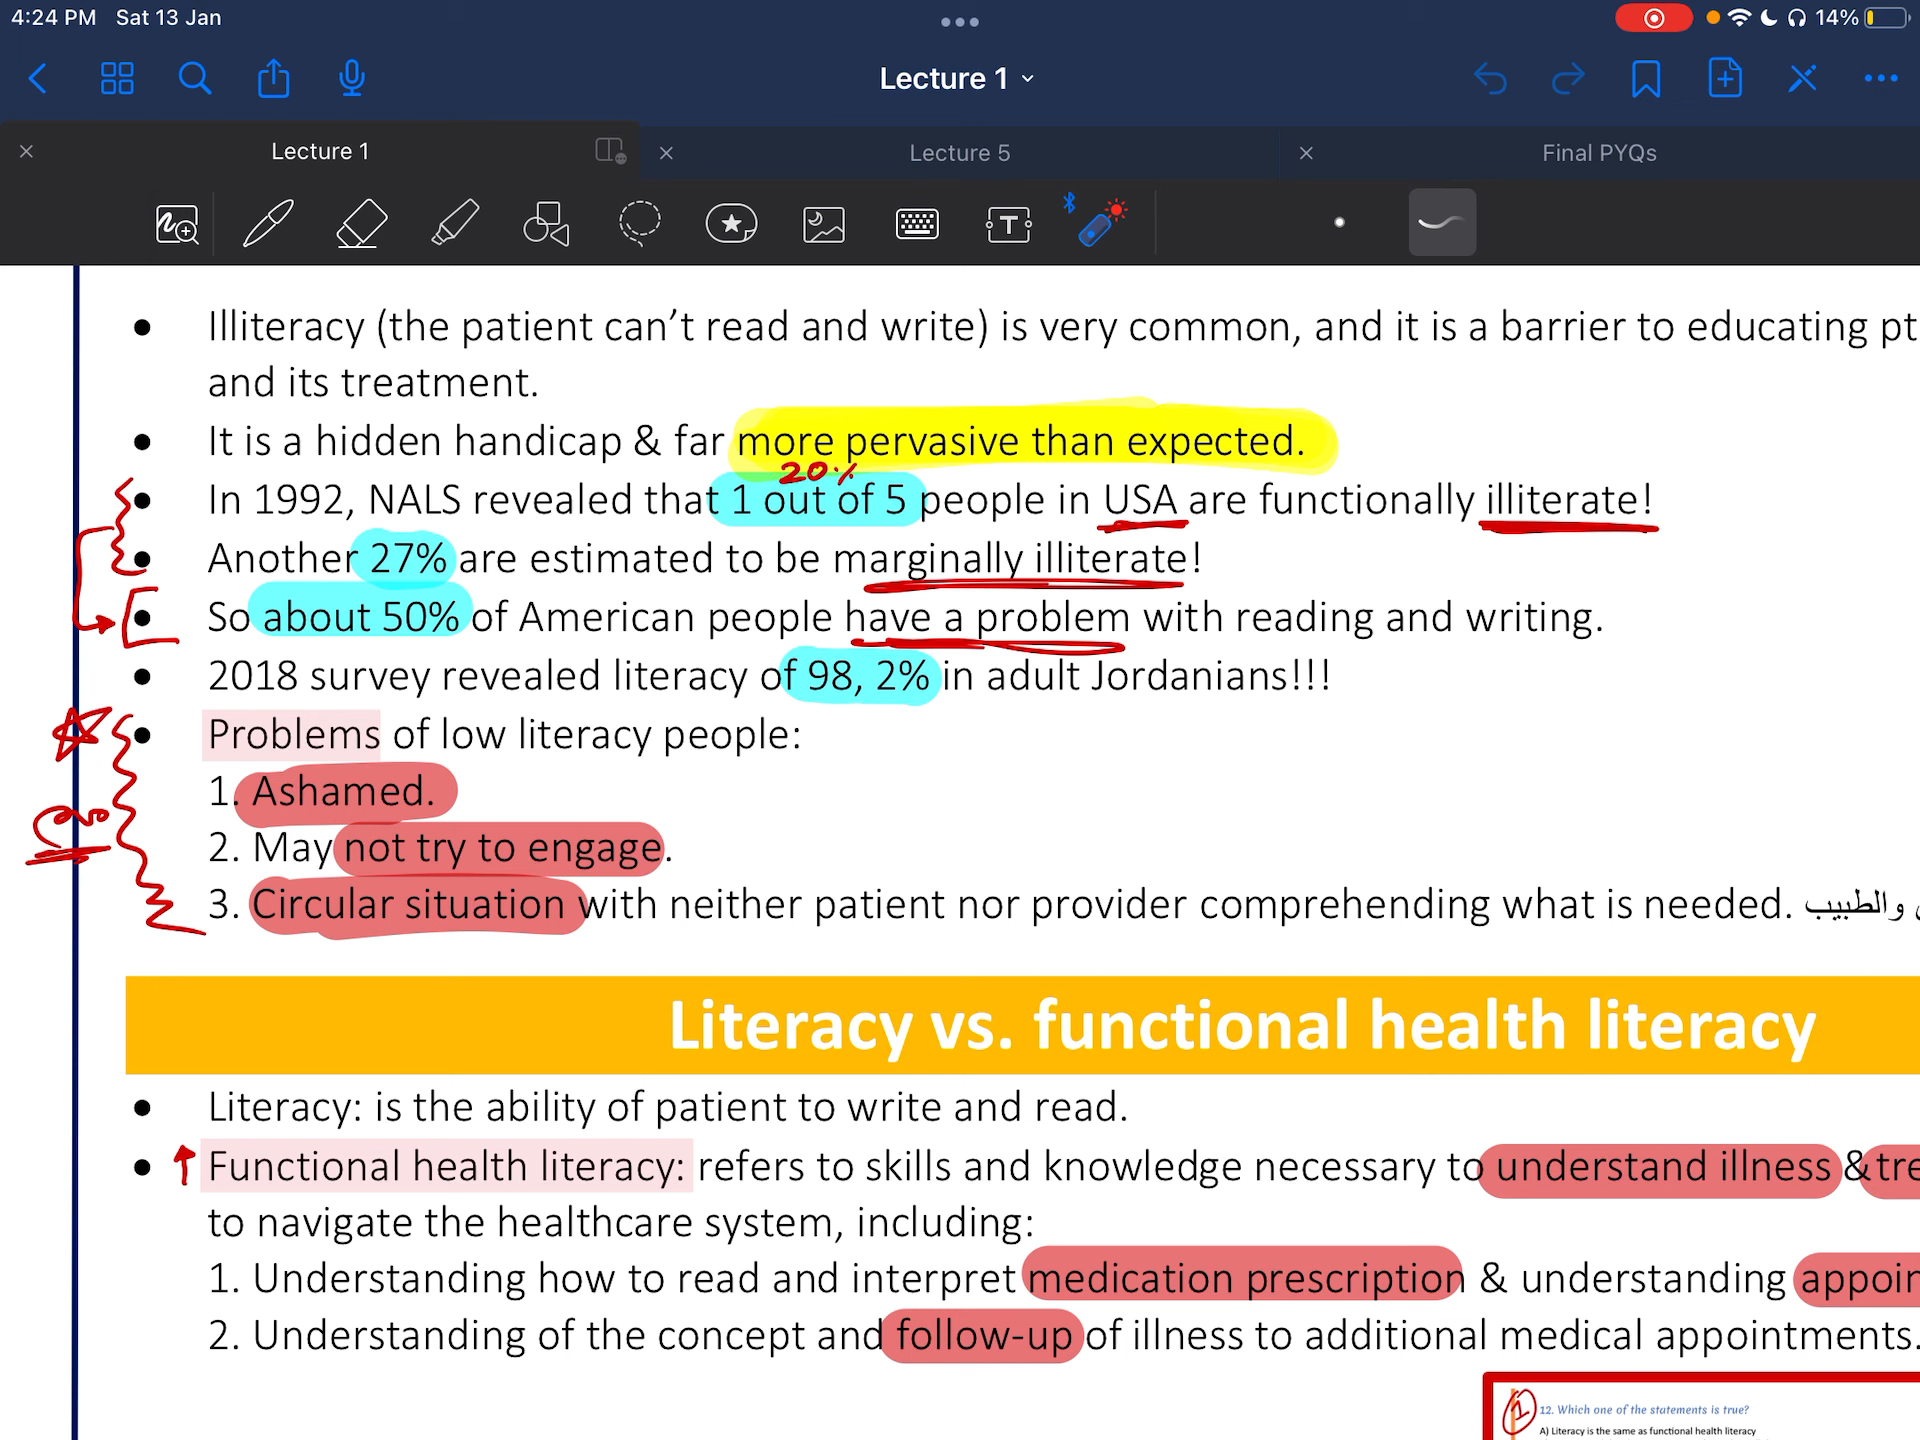 4:24 PM Sat 13 Jan
14%
Lecture 1
Lecture 1
Lecture 5
Final PYQs
• Illiteracy (the patient can’t read and write) is very common, and it is a barrier to educating pt
and its treatment.
• It is a hidden handicap & far more pervasive than expected.
20%
• In 1992, NALS revealed that 1 out of 5 people in USA are functionally illiterate!
• Another 27% are estimated to be marginally illiterate!
• So about 50% of American people have a problem with reading and writing.
• 2018 survey revealed literacy of 98, 2% in adult Jordanians!!!
• Problems of low literacy people:
1. Ashamed.
2. May not try to engage.
3. Circular situation with neither patient nor provider comprehending what is needed. والطبيب
Literacy vs. functional health literacy
• Literacy: is the ability of patient to write and read.
• Functional health literacy: refers to skills and knowledge necessary to understand illness & tre
to navigate the healthcare system, including:
1. Understanding how to read and interpret medication prescription & understanding appoin
2. Understanding of the concept and follow-up of illness to additional medical appointments.
12. Which one of the statements is true?
A) Literacy is the same as functional health literacy